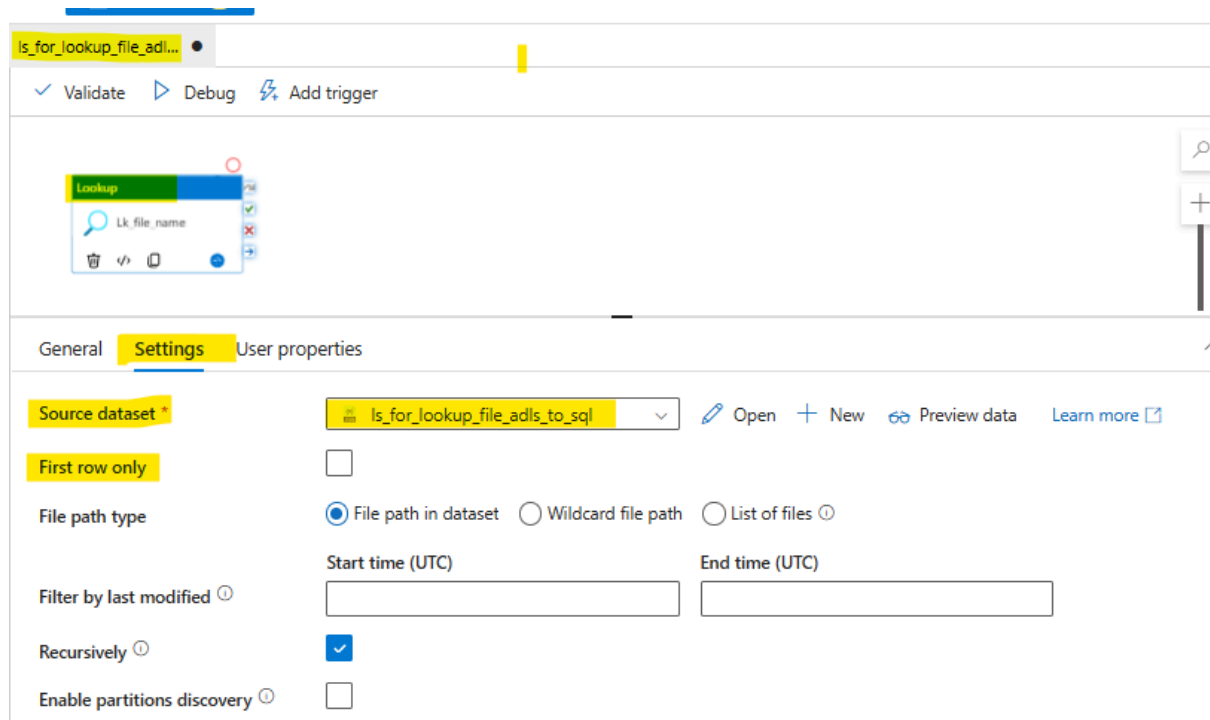 ls_for_lookup_file_adl...
Validate Debug Add trigger
Lookup
Lk_file_name
General Settings User properties
Source dataset * ls_for_lookup_file_adls_to_sql Open New Preview data Learn more
First row only
File path type File path in dataset Wildcard file path List of files
Start time (UTC) End time (UTC)
Filter by last modified
Recursively
Enable partitions discovery